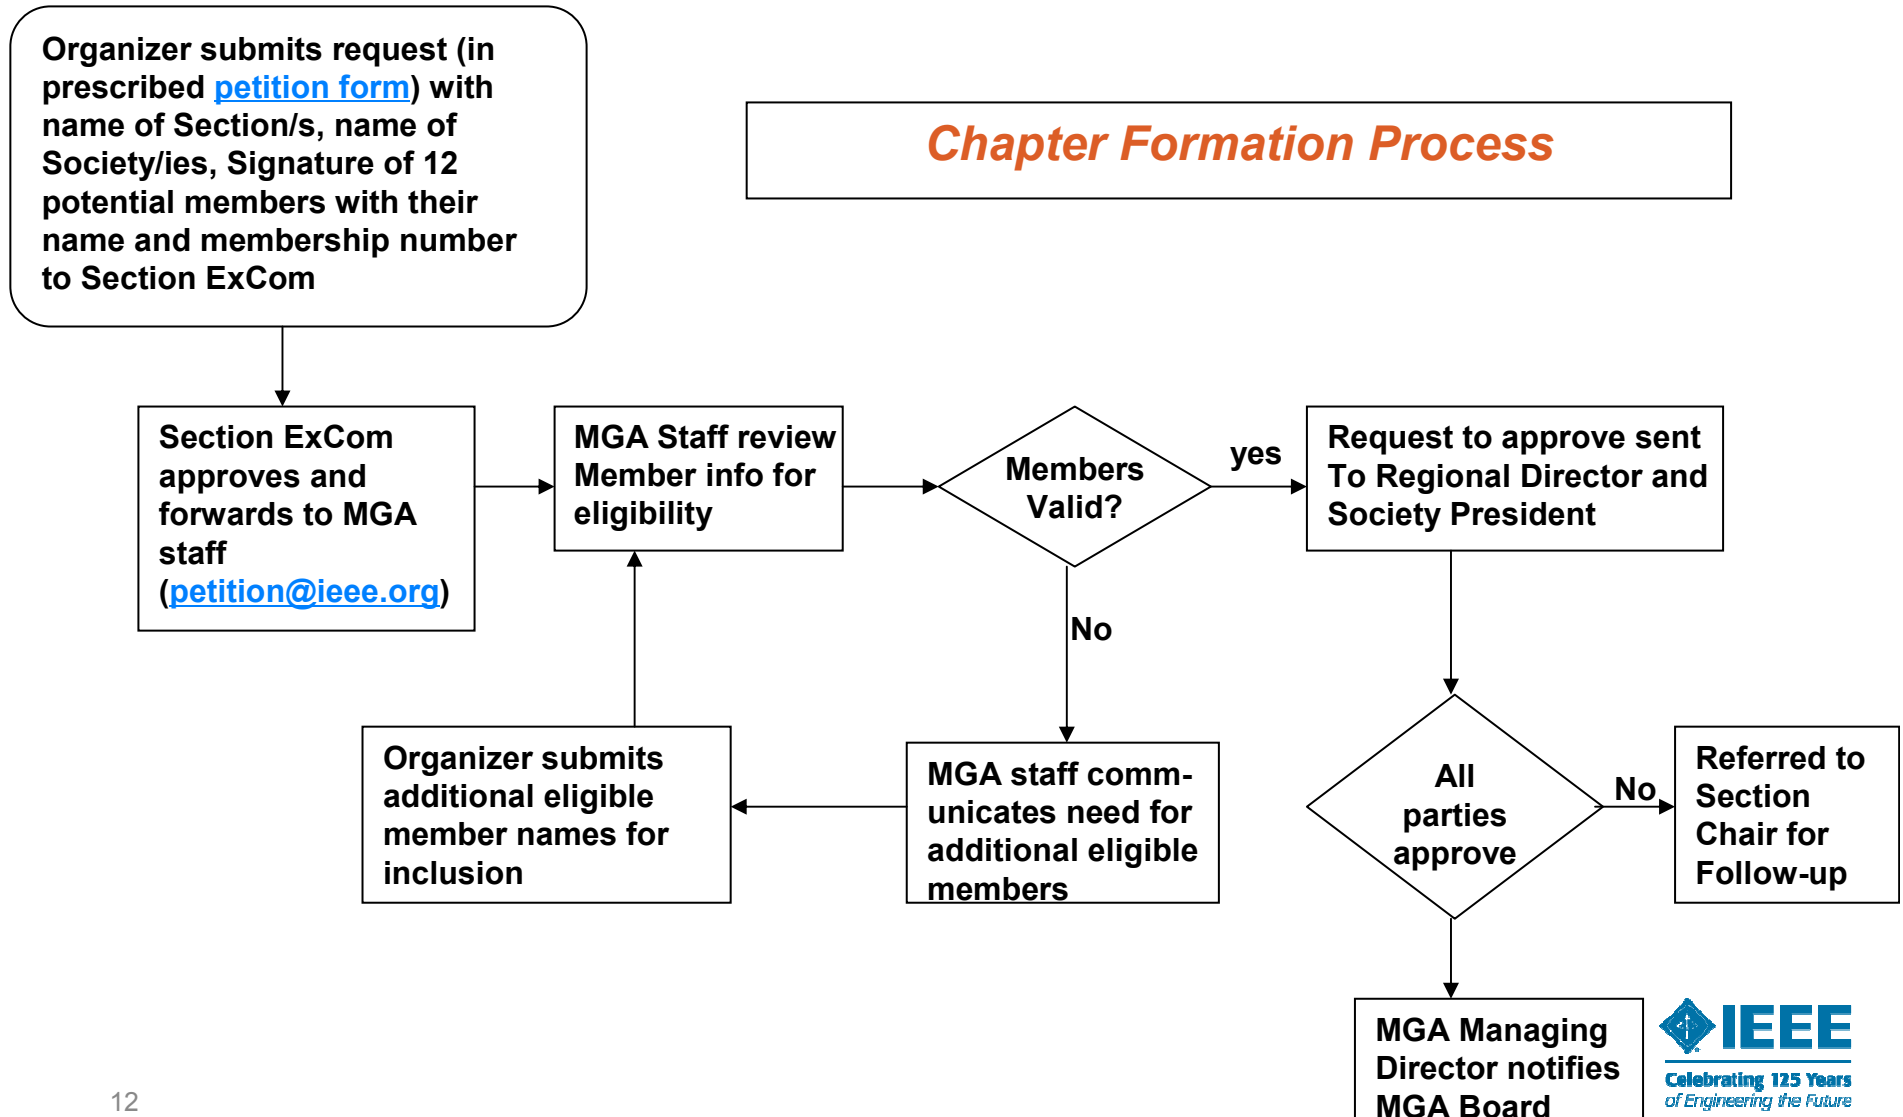 Organizer submits request (in
prescribed petition form) with
name of Section/s, name of
Society/ies, Signature of 12
potential members with their
name and membership number
to Section ExCom
Chapter Formation Process
Section ExCom
approves and
forwards to MGA
staff
(petition@ieee.org)
MGA Staff review
Member info for
eligibility
Members
Valid?
yes
Request to approve sent
To Regional Director and
Society President
No
Organizer submits
additional eligible
member names for
inclusion
MGA staff comm-
unicates need for
additional eligible
members
All
parties
approve
No
Referred to
Section
Chair for
Follow-up
MGA Managing
Director notifies
MGA Board
IEEE
Celebrating 125 Years
of Engineering the Future
12